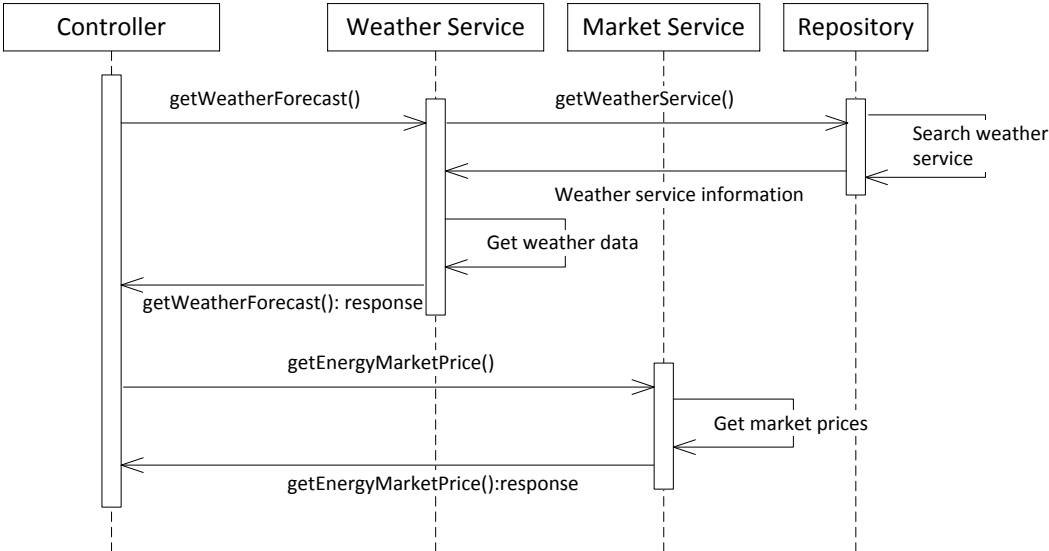 Controller
Weather Service
Market Service
Repository
getWeatherForecast()
getWeatherService()
Search weather
service
Weather service information
Get weather data
getWeatherForecast(): response
getEnergyMarketPrice()
Get market prices
getEnergyMarketPrice():response